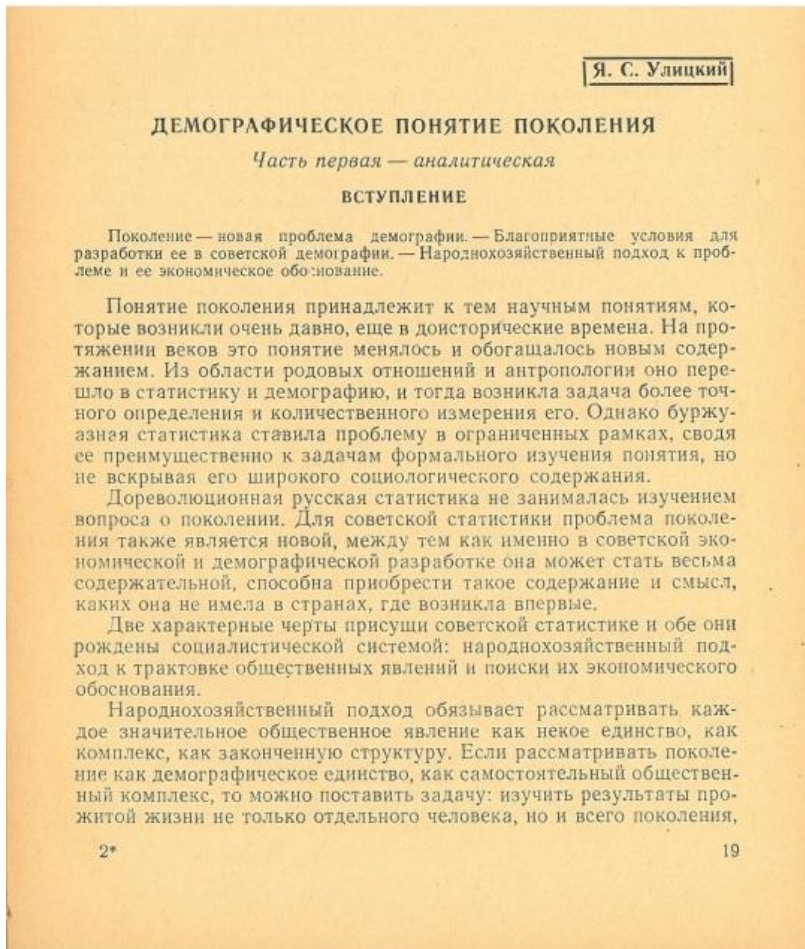 Я. С. Улицкий
ДЕМОГРАФИЧЕСКОЕ ПОНЯТИЕ ПОКОЛЕНИЯ
Часть первая — аналитическая
ВСТУПЛЕНИЕ
Поколение — новая проблема демографии. — Благоприятные условия для
разработки ее в советской демографии. — Народнохозяйственный подход к проб-
леме и ее экономическое обоснование.
Понятие поколения принадлежит к тем научным понятиям, ко-
торые возникли очень давно, еще в доисторические времена. На про-
тяжении веков это понятие менялось и обогащалось новым содер-
жанием. Из области родовых отношений и антропологии оно пере-
шло в статистику и демографию, и тогда возникла задача более точ-
ного определения и количественного измерения его. Однако буржу-
азная статистика ставила проблему в ограниченных рамках, сводя
ее преимущественно к задачам формального изучения понятия, но
не вскрывая его широкого социологического содержания.
Дореволюционная русская статистика не занималась изучением
вопроса о поколении. Для советской статистики проблема поколе-
ния также является новой, между тем как именно в советской эко-
номической и демографической разработке она может стать весьма
содержательной, способна приобрести такое содержание и смысл,
каких она не имела в странах, где возникла впервые.
Две характерные черты присущи советской статистике и обе они
рождены социалистической системой: народнохозяйственный под-
ход к трактовке общественных явлений и поиски их экономического
обоснования.
Народнохозяйственный подход обязывает рассматривать каж-
дое значительное общественное явление как некое единство, как
комплекс, как законченную структуру. Если рассматривать поколе-
ние как демографическое единство, как самостоятельный обществен-
ный комплекс, то можно поставить задачу: изучить результаты про-
житой жизни не только отдельного человека, но и всего поколения,
2*
19